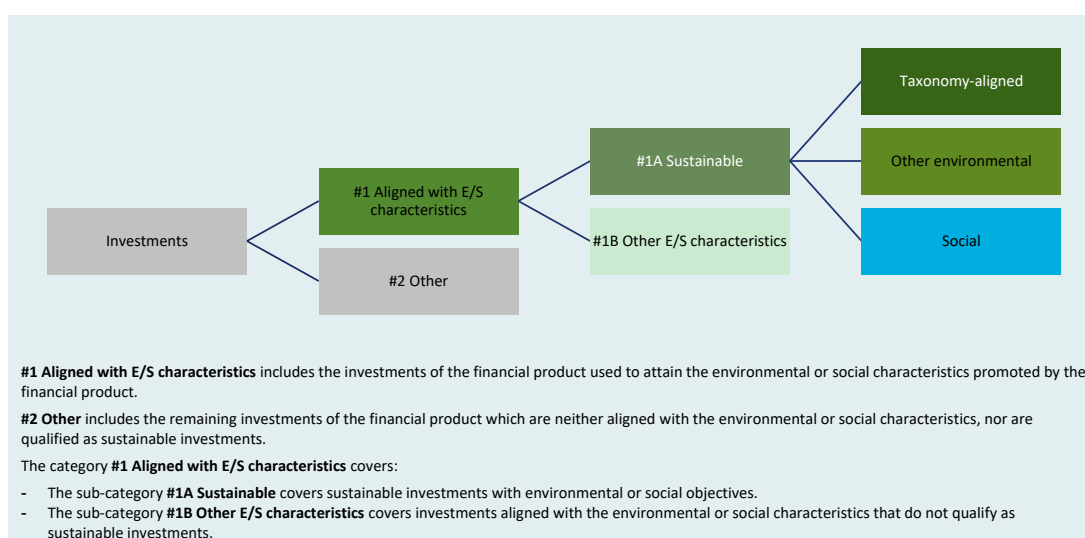 Taxonomy-aligned
#1A Sustainable
Other environmental
#1 Aligned with E/S
characteristics
Investments
#1B Other E/S characteristics
Social
#2 Other
#1 Aligned with E/S characteristics includes the investments of the financial product used to attain the environmental or social characteristics promoted by the
financial product.
#2 Other includes the remaining investments of the financial product which are neither aligned with the environmental or social characteristics, nor are
qualified as sustainable investments.
The category #1 Aligned with E/S characteristics covers:
- The sub-category #1A Sustainable covers sustainable investments with environmental or social objectives.
- The sub-category #1B Other E/S characteristics covers investments aligned with the environmental or social characteristics that do not qualify as
sustainable investments.